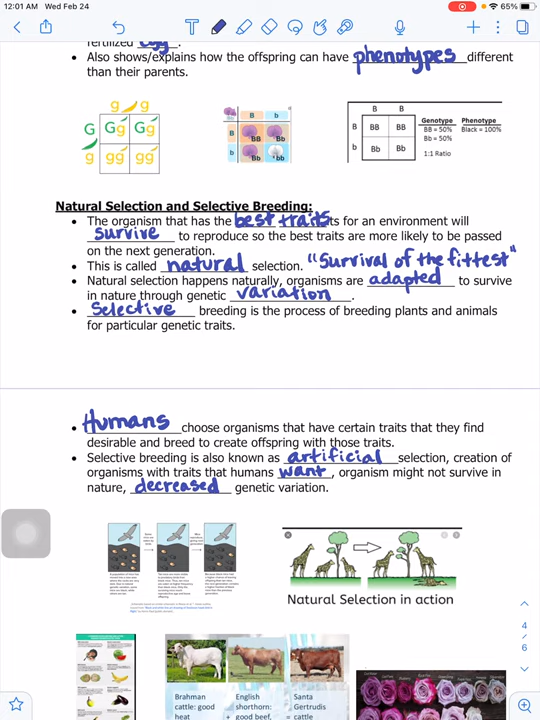 12:01 AM Wed Feb 24
65%
fertilized egg.
• Also shows/explains how the offspring can have phenotypes different
than their parents.
g g
G Gg Gg
g gg gg
B b
B BB Bb
b Bb bb
B B
B BB BB
b Bb Bb
Genotype Phenotype
BB = 50% Black = 100%
Bb = 50%
1:1 Ratio
Natural Selection and Selective Breeding:
• The organism that has the best traits ts for an environment will
survive to reproduce so the best traits are more likely to be passed
on the next generation.
• This is called natural selection. "Survival of the fittest"
• Natural selection happens naturally, organisms are adapted to survive
in nature through genetic variation.
• Selective breeding is the process of breeding plants and animals
for particular genetic traits.
• Humans choose organisms that have certain traits that they find
desirable and breed to create offspring with those traits.
• Selective breeding is also known as artificial selection, creation of
organisms with traits that humans want, organism might not survive in
nature, decreased genetic variation.
Natural Selection in action
4
/
6
Brahman
cattle: good
heat
+
English
shorthorn:
good beef,
=
Santa
Gertrudis
cattle